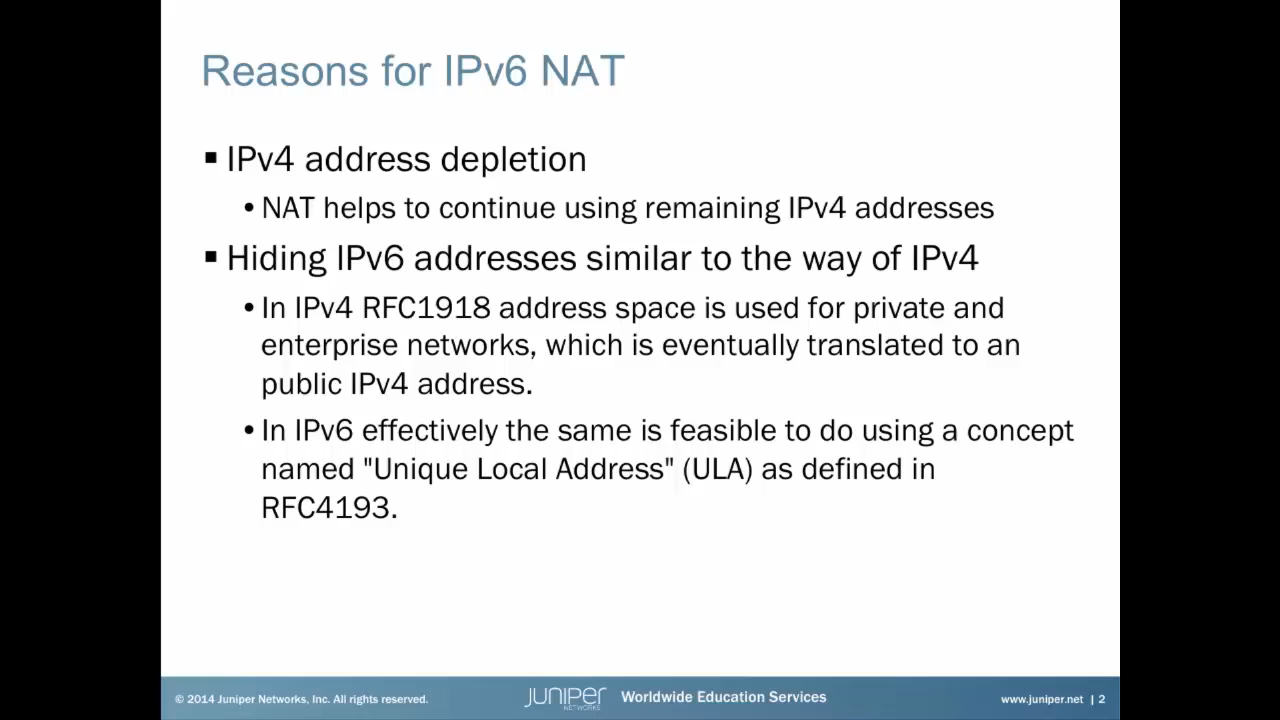 Reasons for IPv6 NAT
▪ IPv4 address depletion
• NAT helps to continue using remaining IPv4 addresses
▪ Hiding IPv6 addresses similar to the way of IPv4
• In IPv4 RFC1918 address space is used for private and
enterprise networks, which is eventually translated to an
public IPv4 address.
• In IPv6 effectively the same is feasible to do using a concept
named "Unique Local Address" (ULA) as defined in
RFC4193.
© 2014 Juniper Networks, Inc. All rights reserved.
JUNIPER
NETWORKS
Worldwide Education Services
www.juniper.net | 2